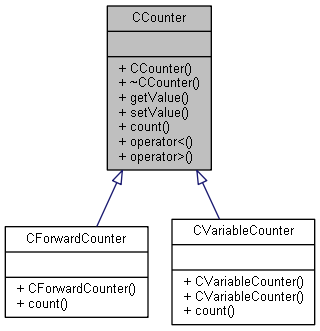 CCounter
+ CCounter()
+ ~CCounter()
+ getValue()
+ setValue()
+ count()
+ operator<()
+ operator>()
CForwardCounter
+ CForwardCounter()
+ count()
CVariableCounter
+ CVariableCounter()
+ CVariableCounter()
+ count()